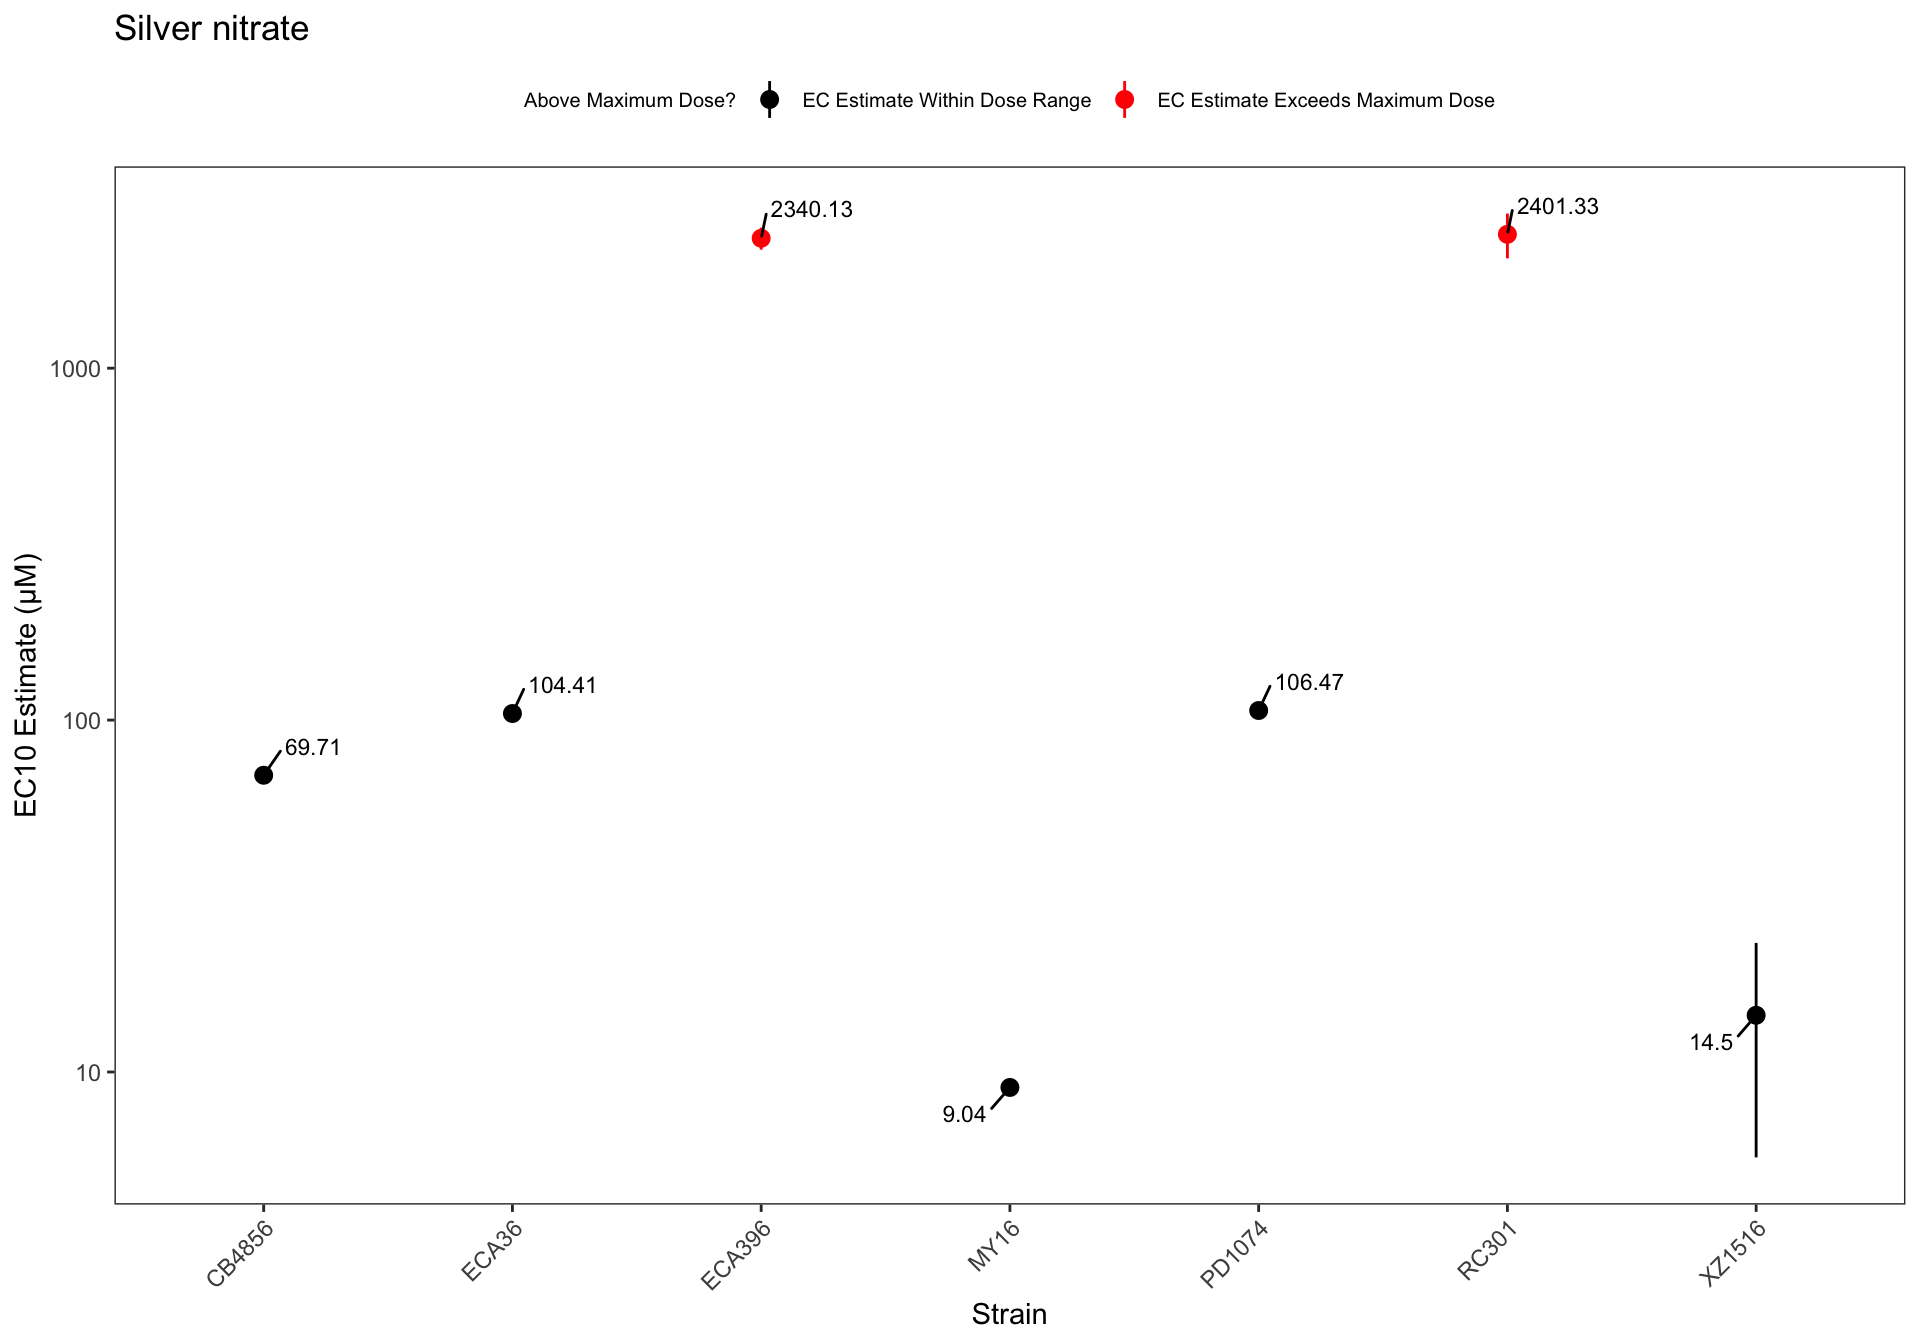 Silver nitrate
Above Maximum Dose? EC Estimate Within Dose Range EC Estimate Exceeds Maximum Dose
2340.13
2401.33
1000
104.41
106.47
100
69.71
14.5
10
9.04
EC10 Estimate (µM)
CB4856
ECA36
ECA396
MY16
PD1074
RC301
XZ1516
Strain